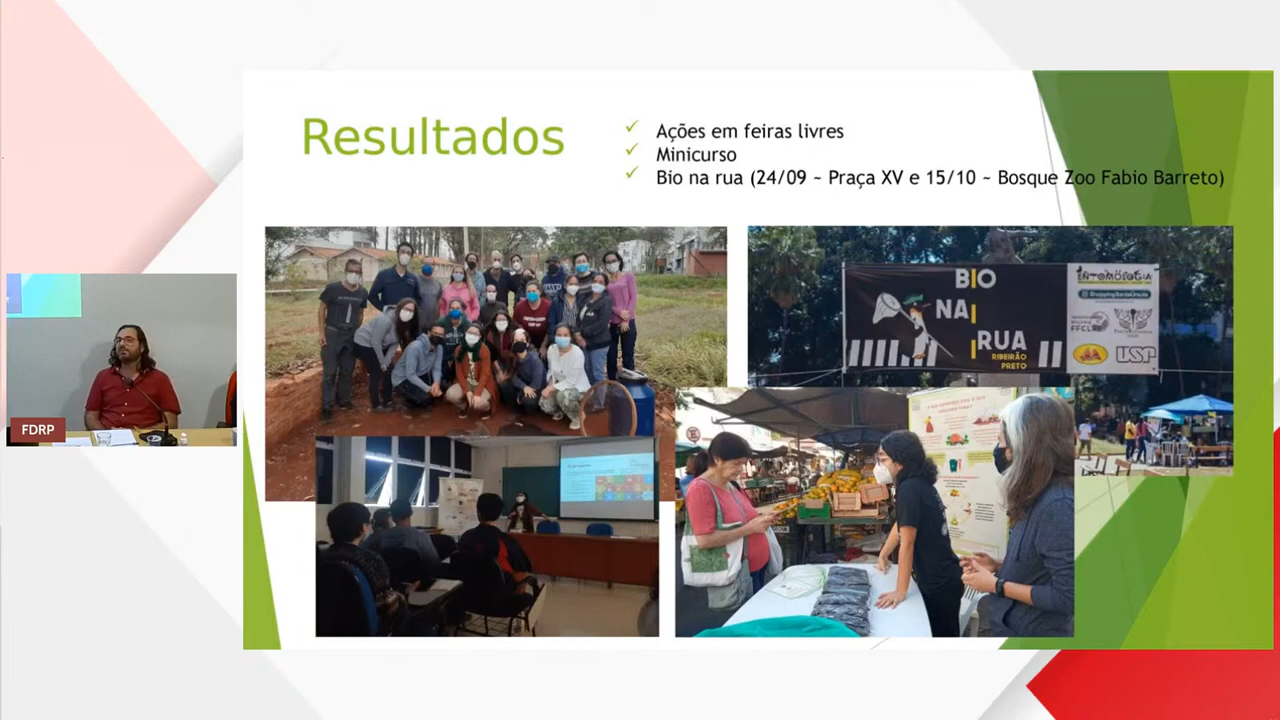 Resultados
Ações em feiras livres
Minicurso
Bio na rua (24/09 ~ Praça XV e 15/10 ~ Bosque Zoo Fabio Barreto)
FDRP
BIO
NA
RUA
RIBEIRÃO
PRETO
ENTOMOLOGIA
@ShoppingSantaUrsula
FFCLRP
USP